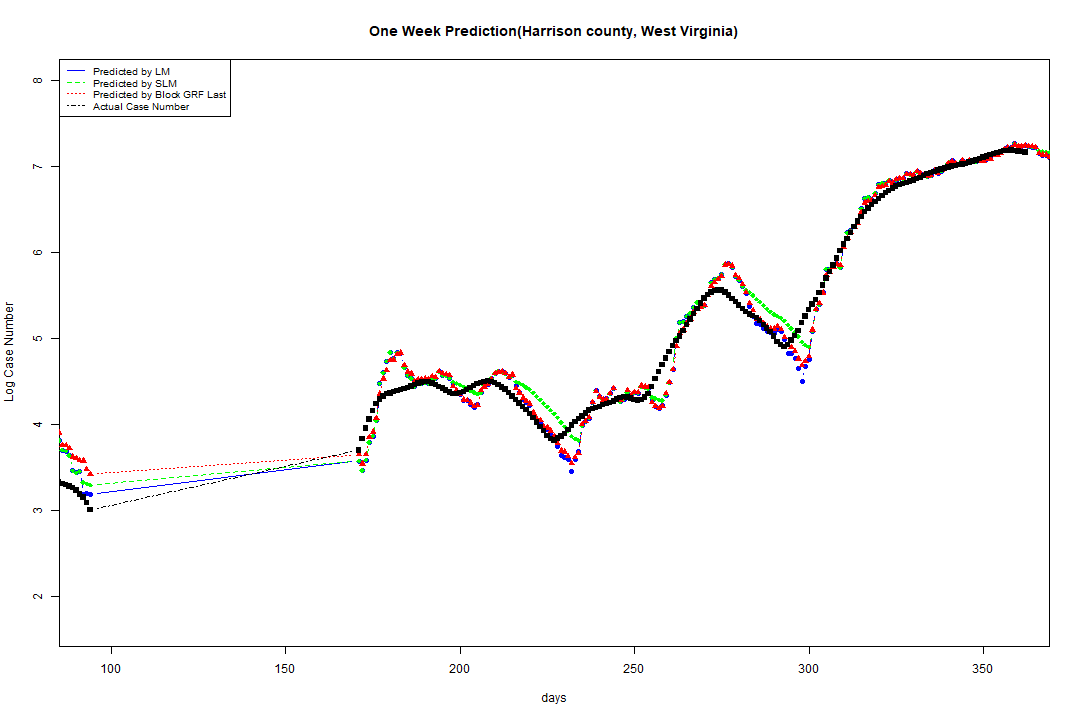 One Week Prediction(Harrison county, West Virginia)
Predicted by LM
Predicted by SLM
Predicted by Block GRF Last
Actual Case Number
Log Case Number
8
7
6
5
4
3
2
100 150 200 250 300 350
days